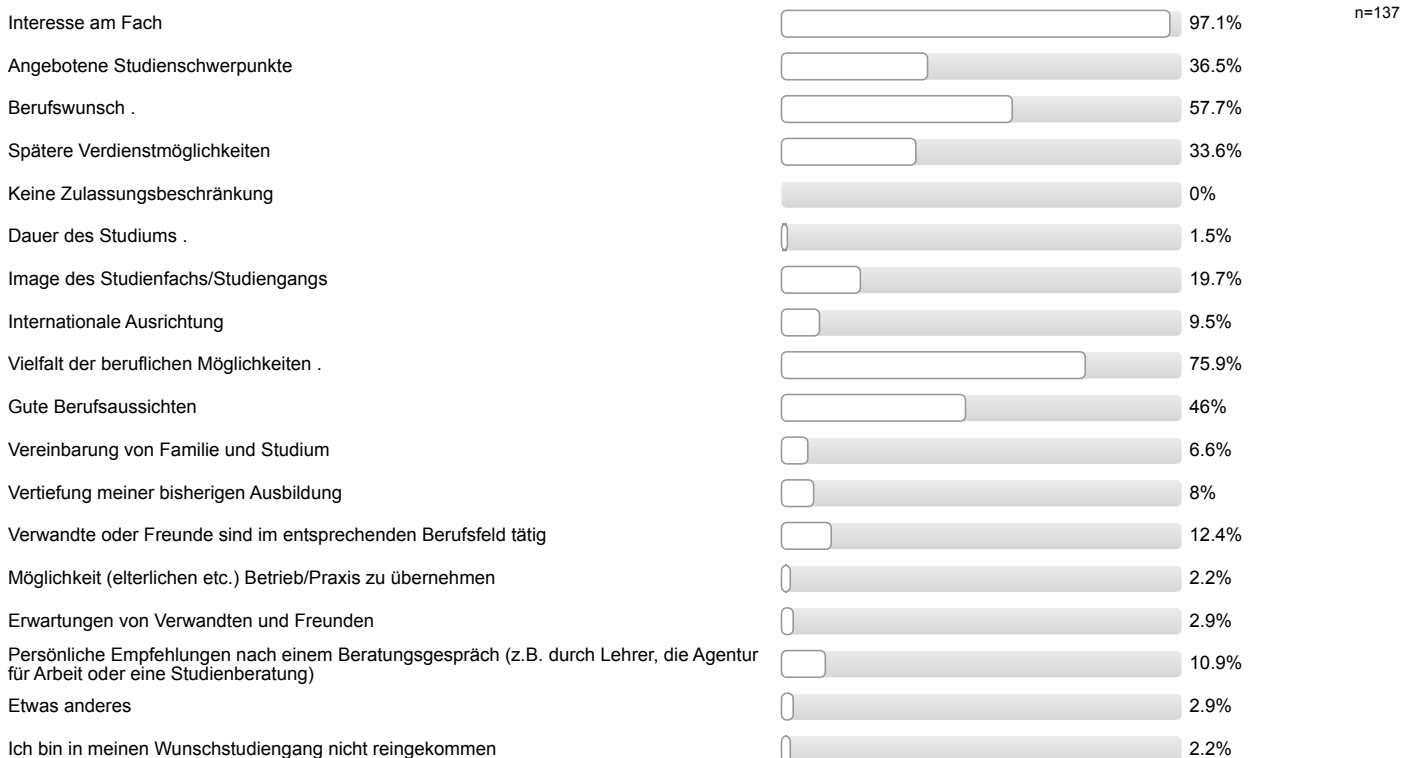 Interesse am Fach 97.1% n=137
Angebotene Studienschwerpunkte 36.5%
Berufswunsch . 57.7%
Spätere Verdienstmöglichkeiten 33.6%
Keine Zulassungsbeschränkung 0%
Dauer des Studiums . 1.5%
Image des Studienfachs/Studiengangs 19.7%
Internationale Ausrichtung 9.5%
Vielfalt der beruflichen Möglichkeiten . 75.9%
Gute Berufsaussichten 46%
Vereinbarung von Familie und Studium 6.6%
Vertiefung meiner bisherigen Ausbildung 8%
Verwandte oder Freunde sind im entsprechenden Berufsfeld tätig 12.4%
Möglichkeit (elterlichen etc.) Betrieb/Praxis zu übernehmen 2.2%
Erwartungen von Verwandten und Freunden 2.9%
Persönliche Empfehlungen nach einem Beratungsgespräch (z.B. durch Lehrer, die Agentur
für Arbeit oder eine Studienberatung) 10.9%
Etwas anderes 2.9%
Ich bin in meinen Wunschstudiengang nicht reingekommen 2.2%